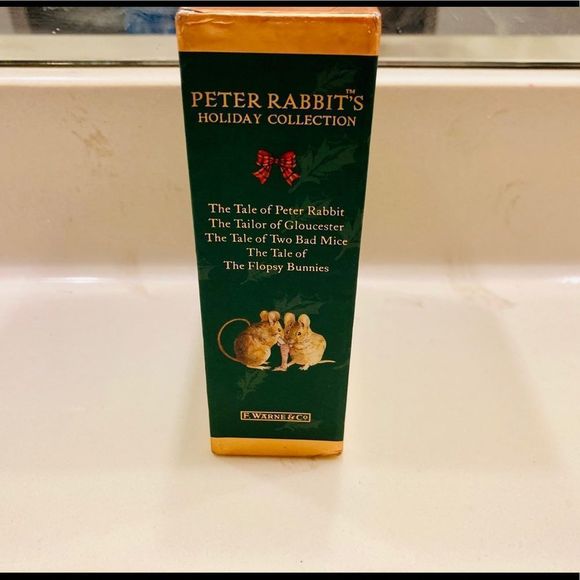 PETER RABBIT'S™
HOLIDAY COLLECTION
The Tale of Peter Rabbit
The Tailor of Gloucester
The Tale of Two Bad Mice
The Tale of
The Flopsy Bunnies
F. WARNE & Co